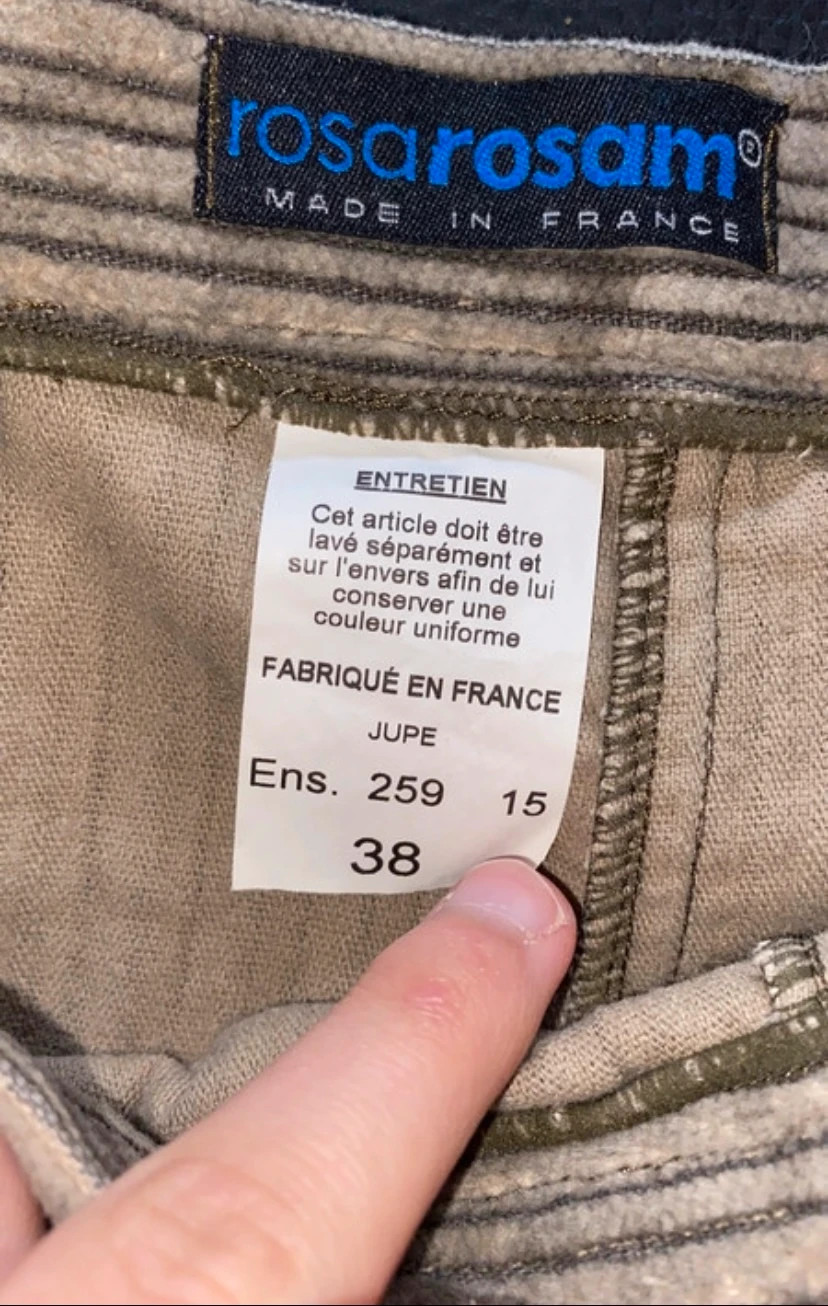 rosarosam®
MADE IN FRANCE
ENTRETIEN
Cet article doit être
lavé séparément et
sur l'envers afin de lui
conserver une
couleur uniforme
FABRIQUÉ EN FRANCE
JUPE
Ens. 259 15
38